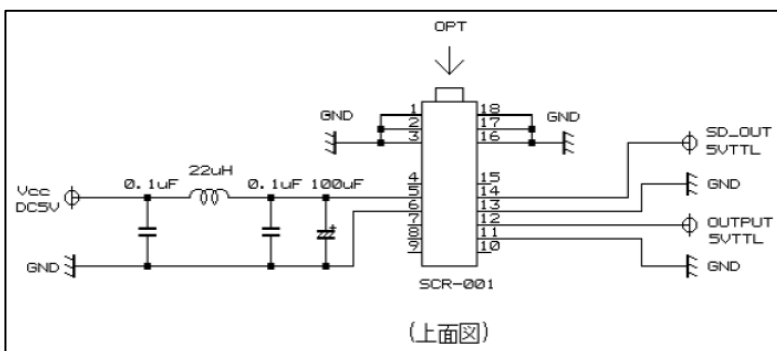 OPT
GND
1
2
3
18
17
16
GND
SD_OUT
5VTTL
Vcc
DC5V
0.1uF
22uH
0.1uF
100uF
4
5
6
7
8
9
15
14
13
12
11
10
GND
OUTPUT
5VTTL
GND
GND
SCR-001
(上面図)